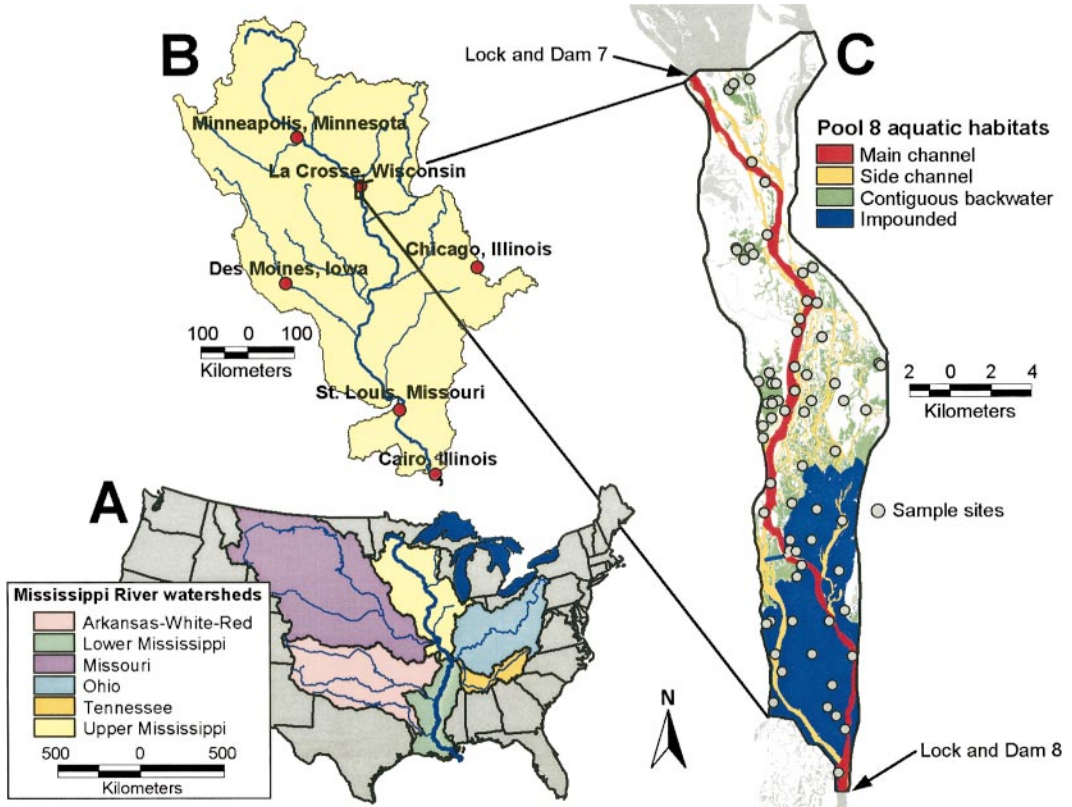 B
Minneapolis, Minnesota
La Crosse, Wisconsin
Chicago, Illinois
Des Moines, Iowa
100 0 100
Kilometers
St. Louis, Missouri
Cairo, Illinois
A
Mississippi River watersheds
Arkansas-White-Red
Lower Mississippi
Missouri
Ohio
Tennessee
Upper Mississippi
500 0 500
Kilometers
N
Lock and Dam 7
C
Pool 8 aquatic habitats
Main channel
Side channel
Contiguous backwater
Impounded
2 0 2 4
Kilometers
Sample sites
Lock and Dam 8